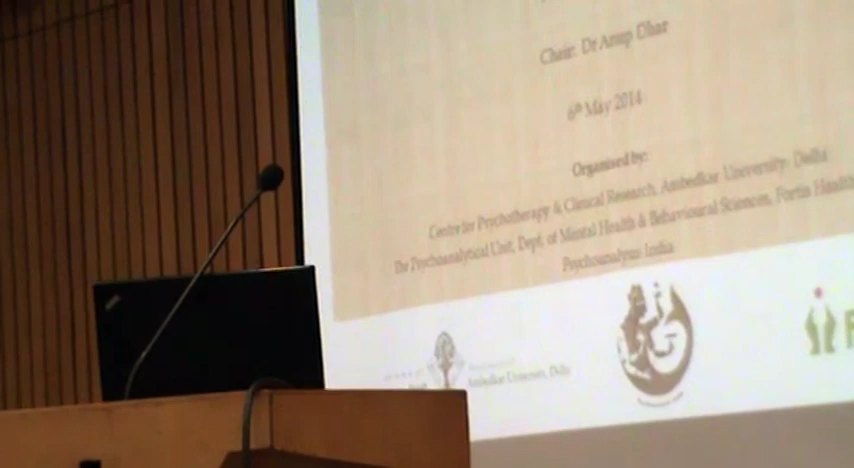 Chair: Dr Anup Dhar
6th May 2014
Organised by:
Centre for Psychotherapy & Clinical Research, Ambedkar University, Delhi
The Psychoanalytical Unit, Dept. of Mental Health & Behavioural Sciences, Fortis Health
Psychoanalysis India
Ambedkar University, Delhi
F